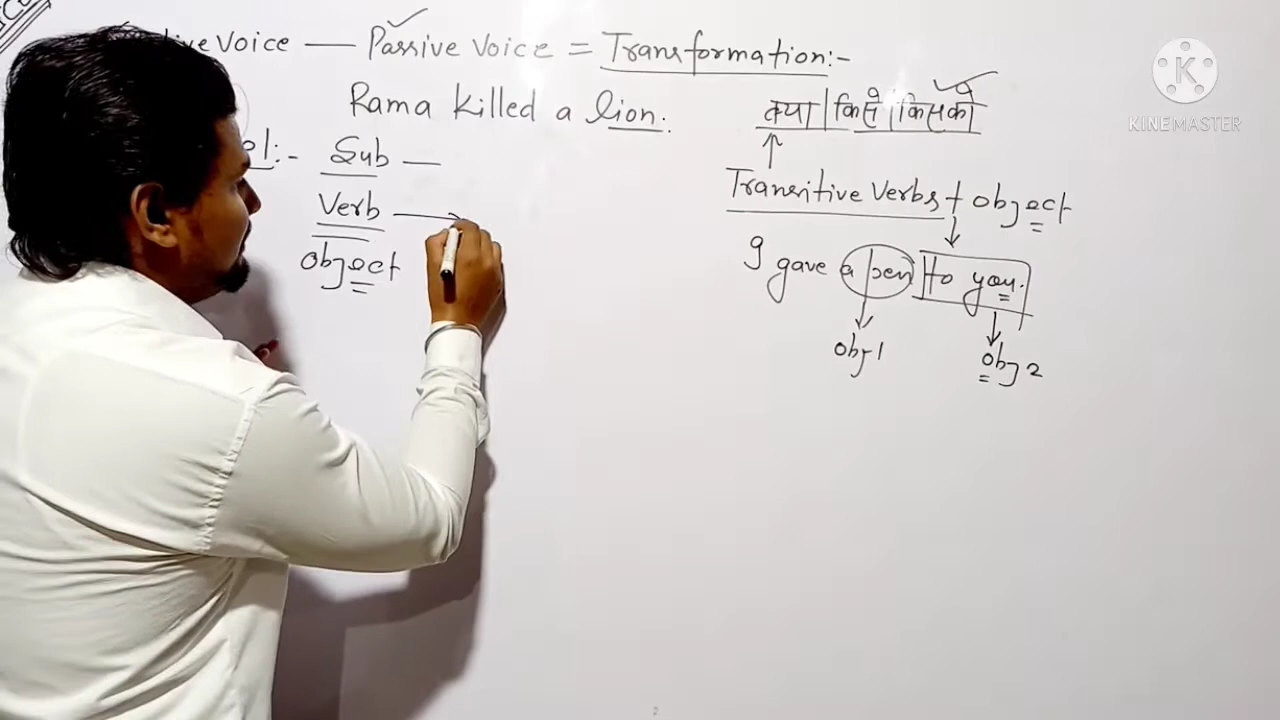 Voice — Passive Voice = Transformation:-
Rama killed a lion.
क्या | किसे | किसको
Sub —
Verb
object
Transitive Verbs + object
I gave a pen to you.
obj 1
obj 2
KINEMASTER